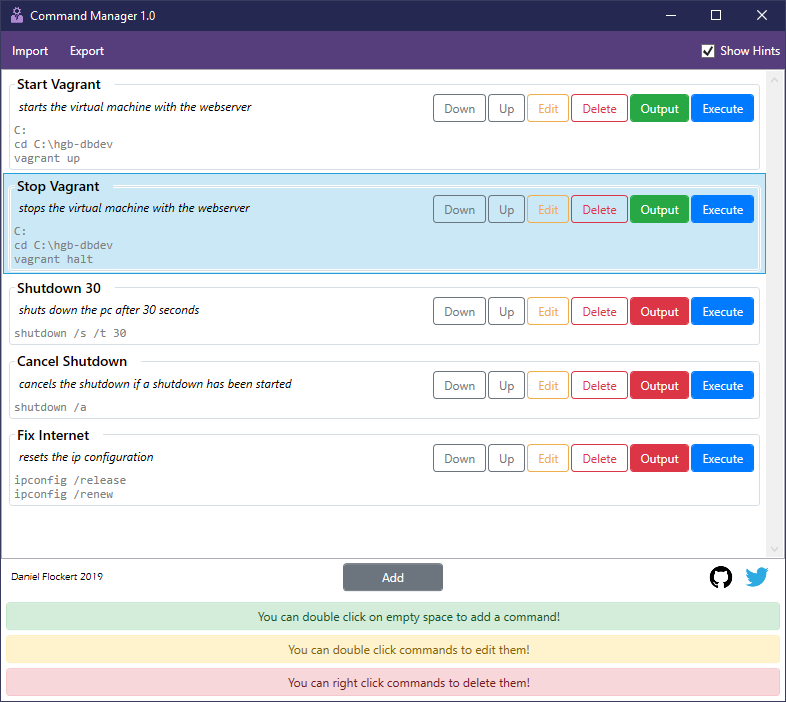 Command Manager 1.0
Import Export Show Hints
Start Vagrant
starts the virtual machine with the webserver
Down Up Edit Delete Output Execute
C:
cd C:\hgb-dbdev
vagrant up
Stop Vagrant
stops the virtual machine with the webserver
Down Up Edit Delete Output Execute
C:
cd C:\hgb-dbdev
vagrant halt
Shutdown 30
shuts down the pc after 30 seconds
Down Up Edit Delete Output Execute
shutdown /s /t 30
Cancel Shutdown
cancels the shutdown if a shutdown has been started
Down Up Edit Delete Output Execute
shutdown /a
Fix Internet
resets the ip configuration
Down Up Edit Delete Output Execute
ipconfig /release
ipconfig /renew
Daniel Flockert 2019
Add
You can double click on empty space to add a command!
You can double click commands to edit them!
You can right click commands to delete them!